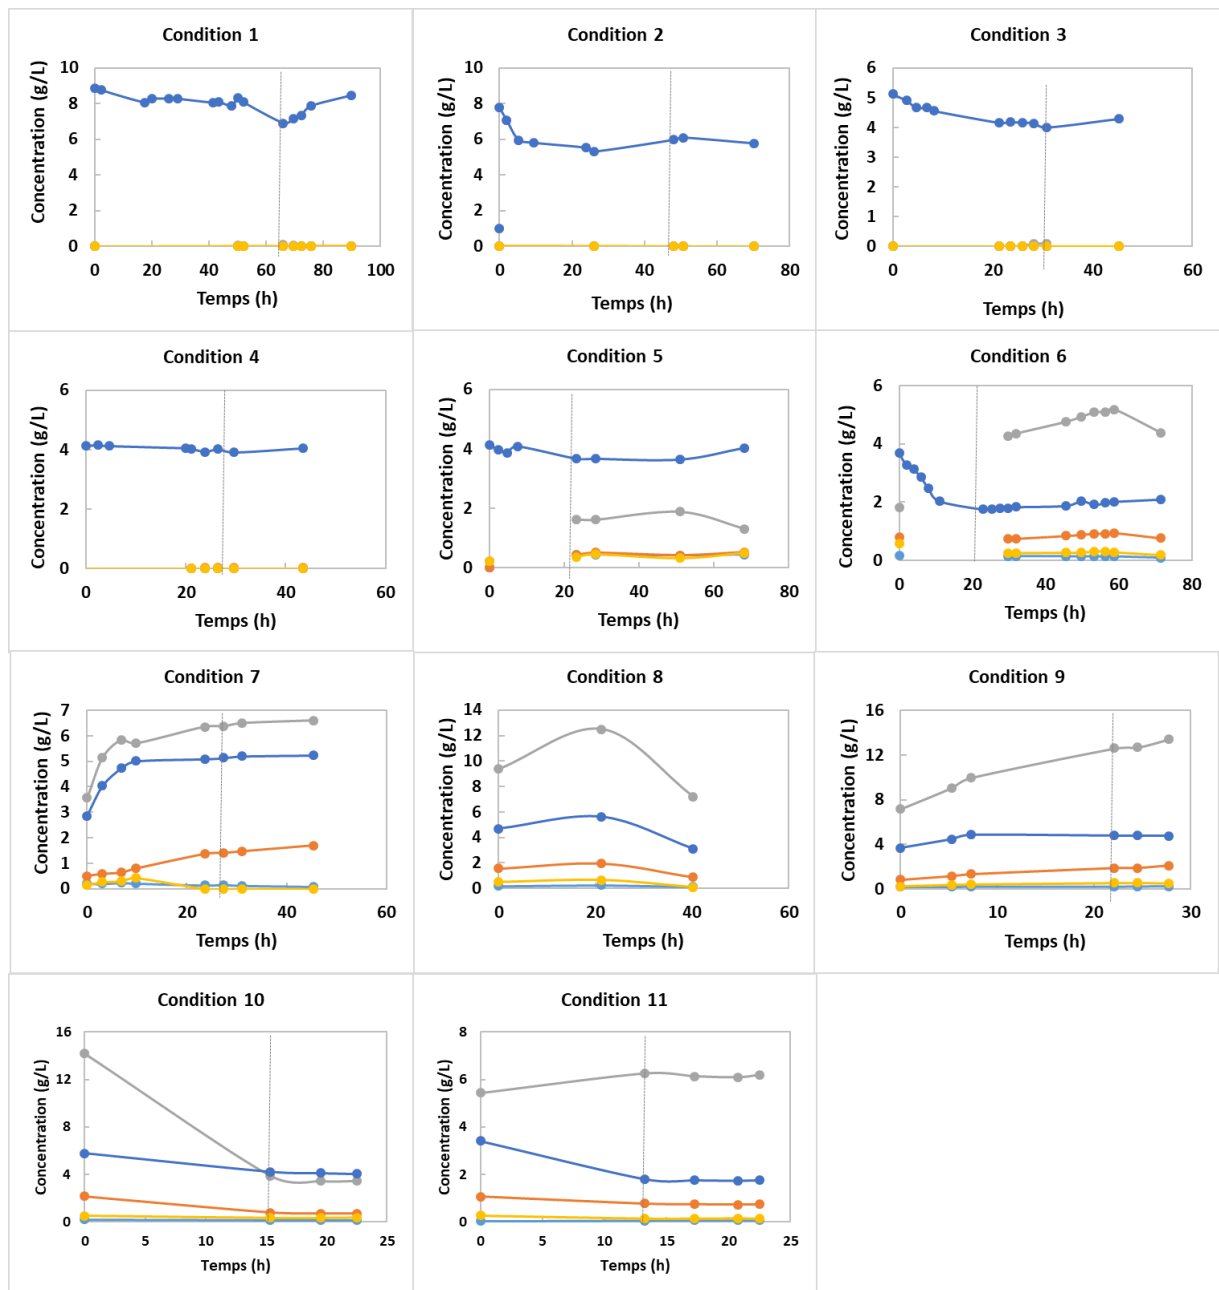 Condition 1
Concentration (g/L)
10
8
6
4
2
0
0 20 40 60 80 100
Temps (h)
Condition 2
Concentration (g/L)
10
8
6
4
2
0
0 20 40 60 80
Temps (h)
Condition 3
Concentration (g/L)
6
5
4
3
2
1
0
0 20 40 60
Temps (h)
Condition 4
Concentration (g/L)
6
4
2
0
0 20 40 60
Temps (h)
Condition 5
Concentration (g/L)
6
4
2
0
0 20 40 60 80
Temps (h)
Condition 6
Concentration (g/L)
6
4
2
0
0 20 40 60 80
Temps (h)
Condition 7
Concentration (g/L)
7
6
5
4
3
2
1
0
0 20 40 60
Temps (h)
Condition 8
Concentration (g/L)
14
12
10
8
6
4
2
0
0 20 40 60
Temps (h)
Condition 9
Concentration (g/L)
16
12
8
4
0
0 10 20 30
Temps (h)
Condition 10
Concentration (g/L)
16
12
8
4
0
0 5 10 15 20 25
Temps (h)
Condition 11
Concentration (g/L)
8
6
4
2
0
0 5 10 15 20 25
Temps (h)